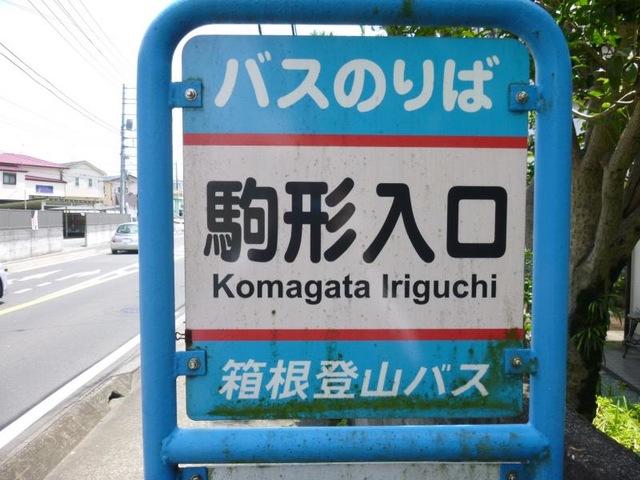 バスのりば
駒形入口
Komagata Iriguchi
箱根登山バス